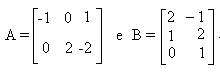 A = [-1 0 1
0 2 -2] e B = [2 -1
1 2
0 1].